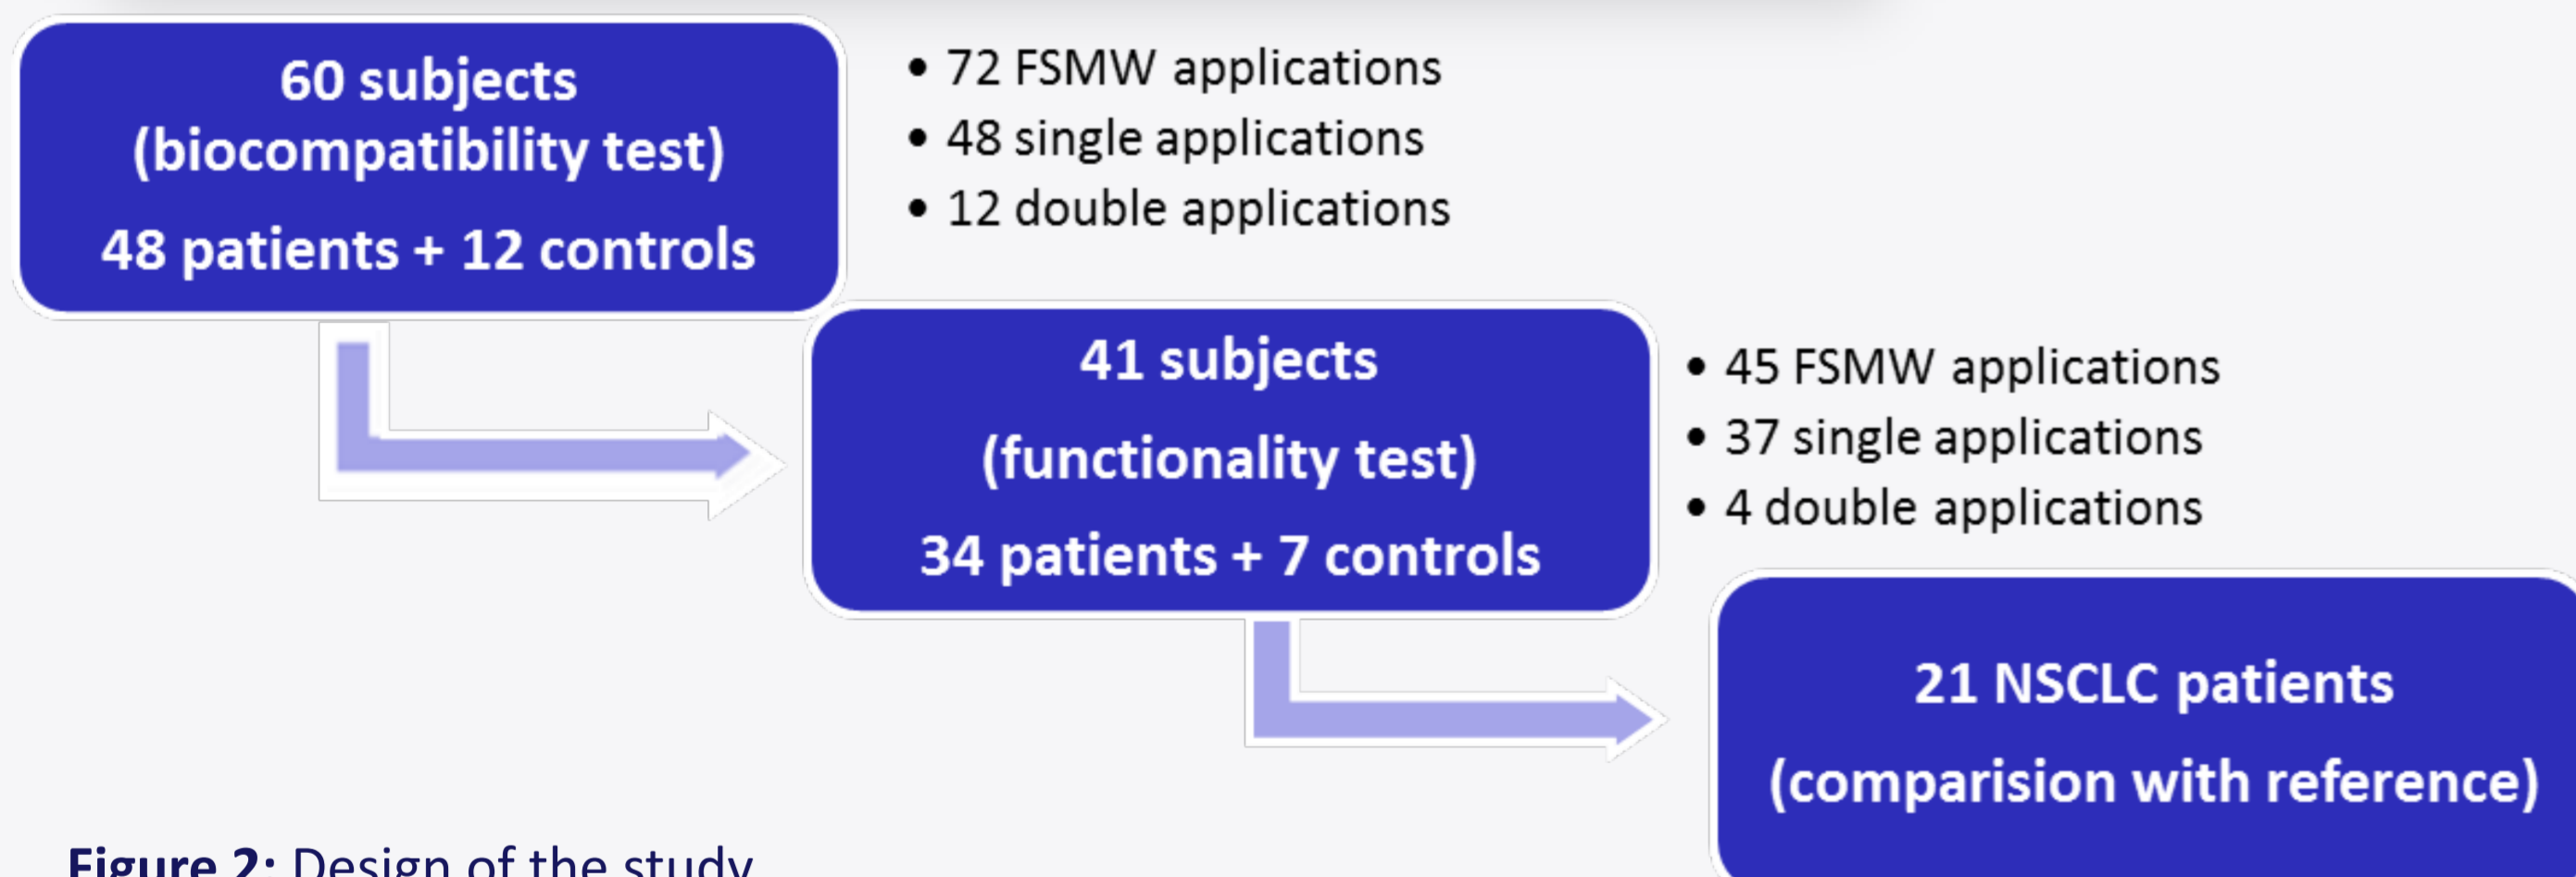 60 subjects
(biocompatibility test)
48 patients + 12 controls
• 72 FSMW applications
• 48 single applications
• 12 double applications
41 subjects
(functionality test)
34 patients + 7 controls
• 45 FSMW applications
• 37 single applications
• 4 double applications
21 NSCLC patients
(comparision with reference)
Figure 2: Design of the study